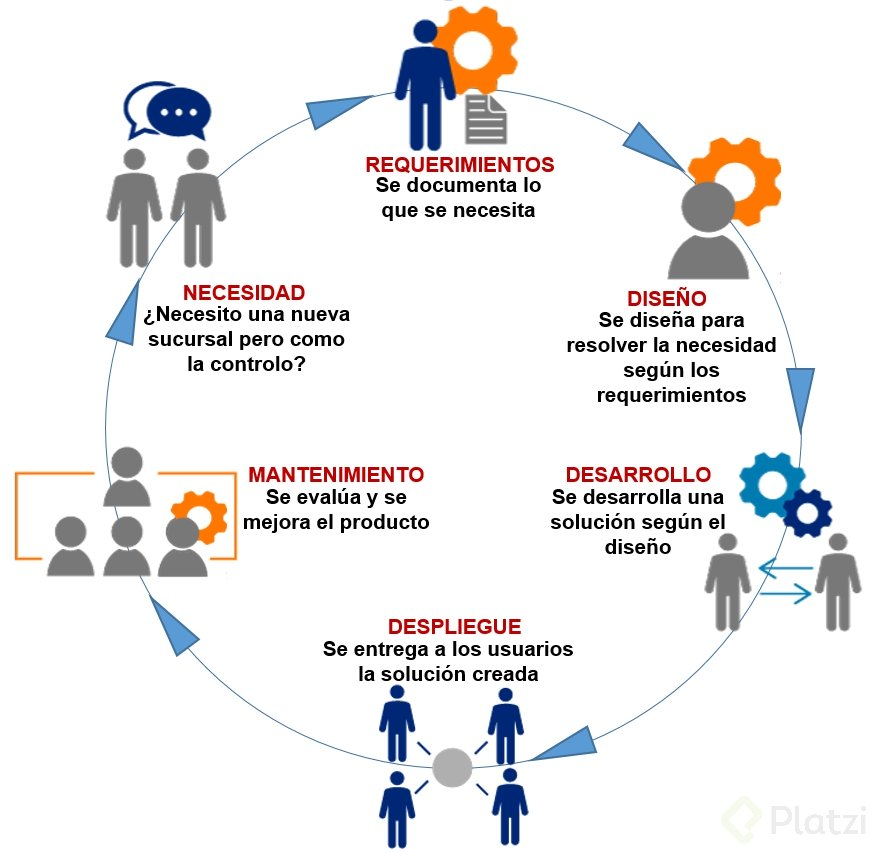 REQUERIMIENTOS
Se documenta lo
que se necesita
DISEÑO
Se diseña para
resolver la necesidad
según los
requerimientos
DESARROLLO
Se desarrolla una
solución según el
diseño
DESPLIEGUE
Se entrega a los usuarios
la solución creada
MANTENIMIENTO
Se evalúa y se
mejora el producto
NECESIDAD
¿Necesito una nueva
sucursal pero como
la controlo?
Platzi